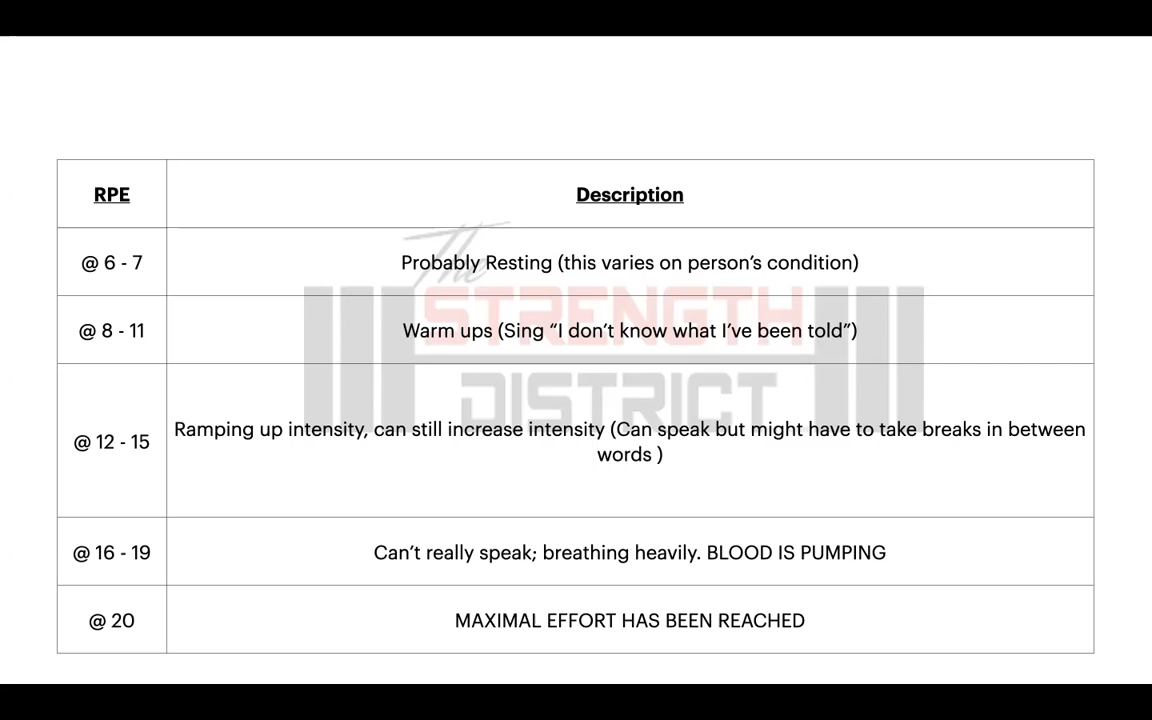 RPE
Description
@ 6 - 7
Probably Resting (this varies on person’s condition)
The
STRENGTH
DISTRICT
@ 8 - 11
Warm ups (Sing “I don’t know what I’ve been told”)
@ 12 - 15
Ramping up intensity, can still increase intensity (Can speak but might have to take breaks in between
words )
@ 16 - 19
Can’t really speak; breathing heavily. BLOOD IS PUMPING
@ 20
MAXIMAL EFFORT HAS BEEN REACHED